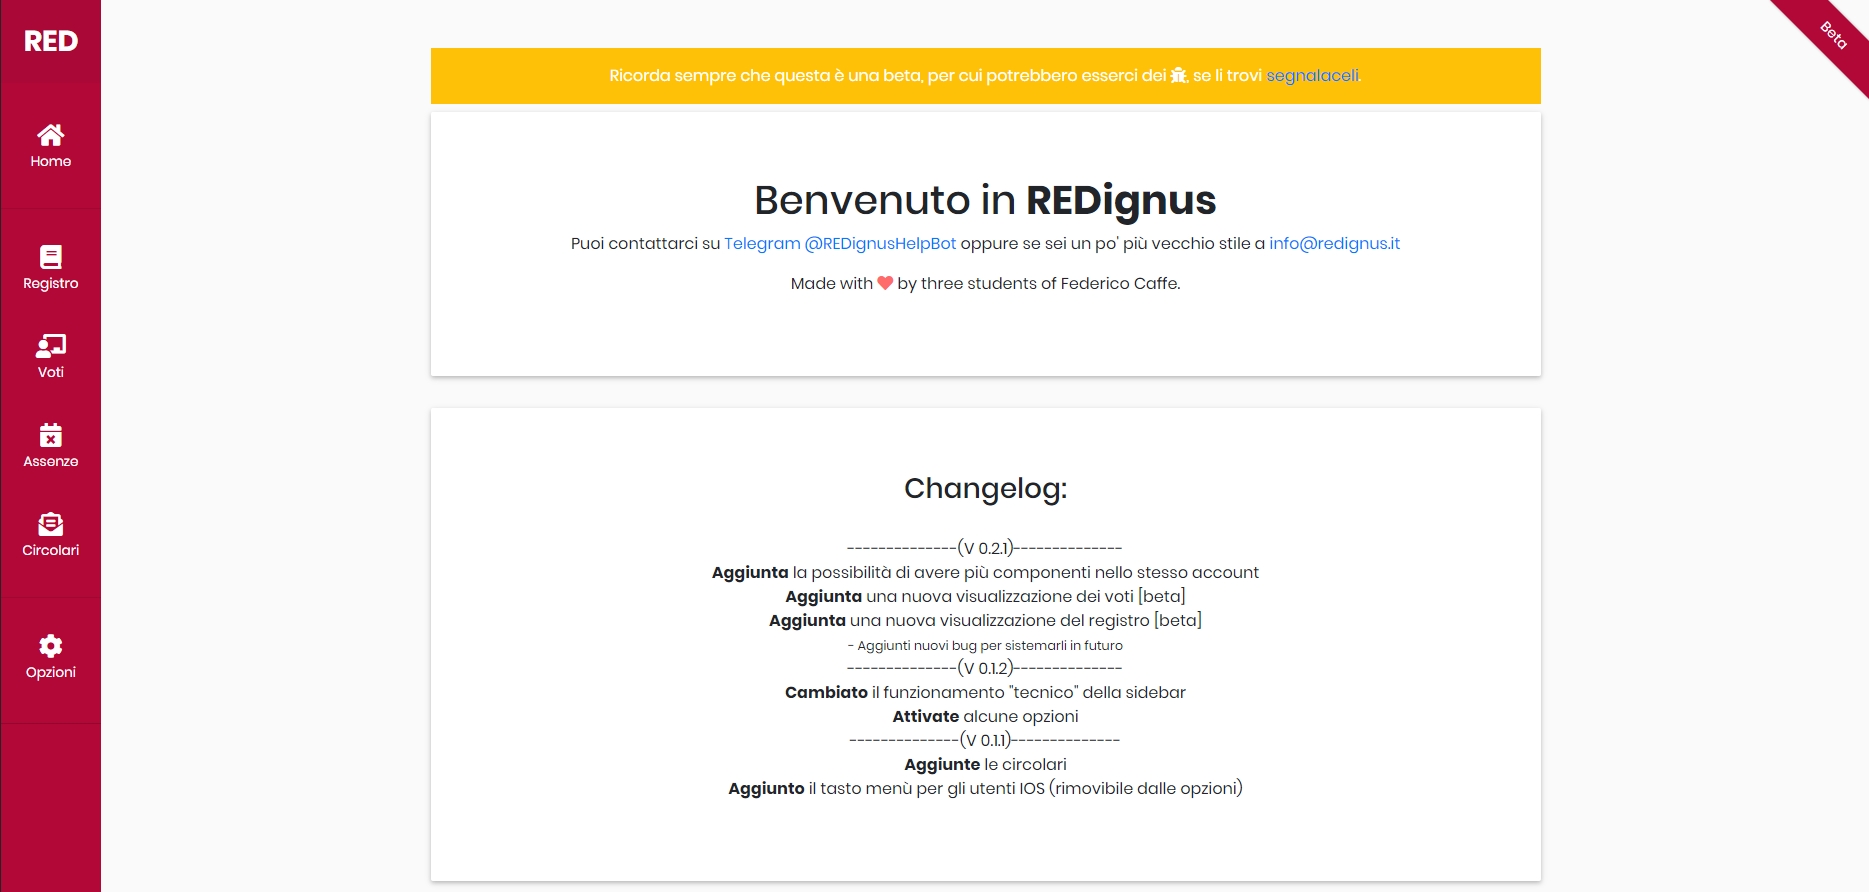 RED
Home
Registro
Voti
Assenze
Circolari
Opzioni
Beta
Ricorda sempre che questa è una beta, per cui potrebbero esserci dei , se li trovi segnalaceli.
Benvenuto in REDignus
Puoi contattarci su Telegram @REDignusHelpBot oppure se sei un po' più vecchio stile a info@redignus.it
Made with ❤ by three students of Federico Caffe.
Changelog:
--------------(V 0.2.1)--------------
Aggiunta la possibilità di avere più componenti nello stesso account
Aggiunta una nuova visualizzazione dei voti [beta]
Aggiunta una nuova visualizzazione del registro [beta]
- Aggiunti nuovi bug per sistemarli in futuro
--------------(V 0.1.2)--------------
Cambiato il funzionamento "tecnico" della sidebar
Attivate alcune opzioni
--------------(V 0.1.1)--------------
Aggiunte le circolari
Aggiunto il tasto menù per gli utenti IOS (rimovibile dalle opzioni)